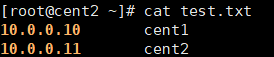 [root@cent2 ~]# cat test.txt
10.0.0.10 cent1
10.0.0.11 cent2